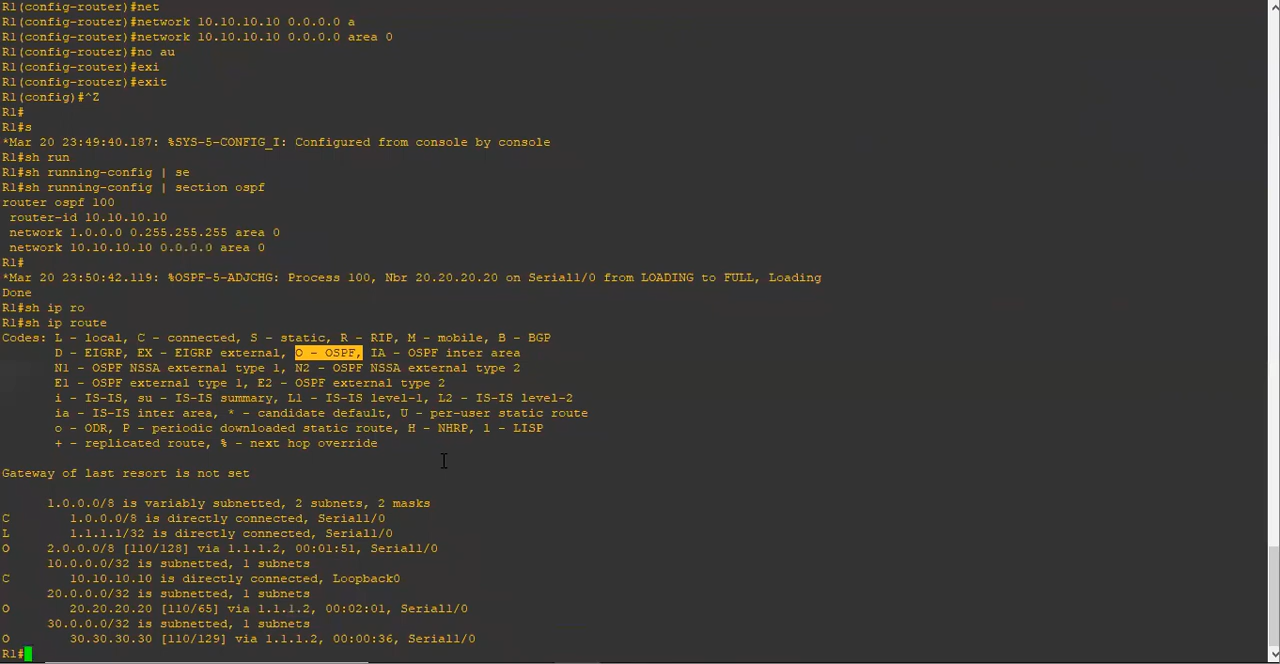 R1(config-router)#net
R1(config-router)#network 10.10.10.10 0.0.0.0 a
R1(config-router)#network 10.10.10.10 0.0.0.0 area 0
R1(config-router)#no au
R1(config-router)#exi
R1(config-router)#exit
R1(config)#^Z
R1#
R1#s
*Mar 20 23:49:40.187: %SYS-5-CONFIG_I: Configured from console by console
R1#sh run
R1#sh running-config | se
R1#sh running-config | section ospf
router ospf 100
 router-id 10.10.10.10
 network 1.0.0.0 0.255.255.255 area 0
 network 10.10.10.10 0.0.0.0 area 0
R1#
*Mar 20 23:50:42.119: %OSPF-5-ADJCHG: Process 100, Nbr 20.20.20.20 on Serial1/0 from LOADING to FULL, Loading
Done
R1#sh ip ro
R1#sh ip route
Codes: L - local, C - connected, S - static, R - RIP, M - mobile, B - BGP
       D - EIGRP, EX - EIGRP external, O - OSPF, IA - OSPF inter area
       N1 - OSPF NSSA external type 1, N2 - OSPF NSSA external type 2
       E1 - OSPF external type 1, E2 - OSPF external type 2
       i - IS-IS, su - IS-IS summary, L1 - IS-IS level-1, L2 - IS-IS level-2
       ia - IS-IS inter area, * - candidate default, U - per-user static route
       o - ODR, P - periodic downloaded static route, H - NHRP, l - LISP
       + - replicated route, % - next hop override
Gateway of last resort is not set
      1.0.0.0/8 is variably subnetted, 2 subnets, 2 masks
C        1.0.0.0/8 is directly connected, Serial1/0
L        1.1.1.1/32 is directly connected, Serial1/0
O     2.0.0.0/8 [110/128] via 1.1.1.2, 00:01:51, Serial1/0
      10.0.0.0/32 is subnetted, 1 subnets
C        10.10.10.10 is directly connected, Loopback0
      20.0.0.0/32 is subnetted, 1 subnets
O        20.20.20.20 [110/65] via 1.1.1.2, 00:02:01, Serial1/0
      30.0.0.0/32 is subnetted, 1 subnets
O        30.30.30.30 [110/129] via 1.1.1.2, 00:00:36, Serial1/0
R1#